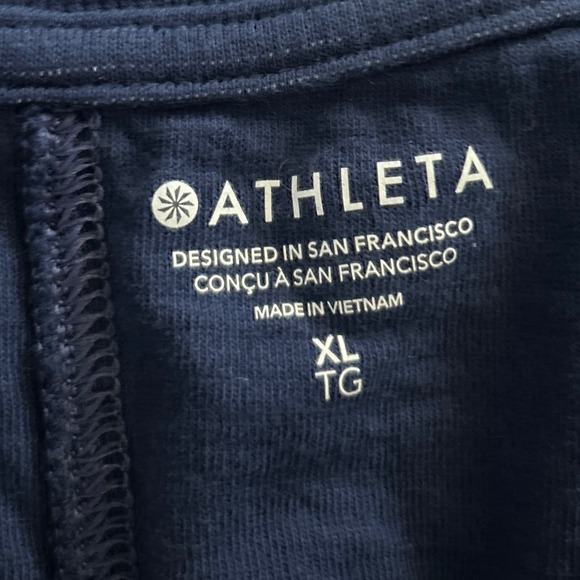 ATHLETA
DESIGNED IN SAN FRANCISCO
CONÇU À SAN FRANCISCO
MADE IN VIETNAM
XL
TG